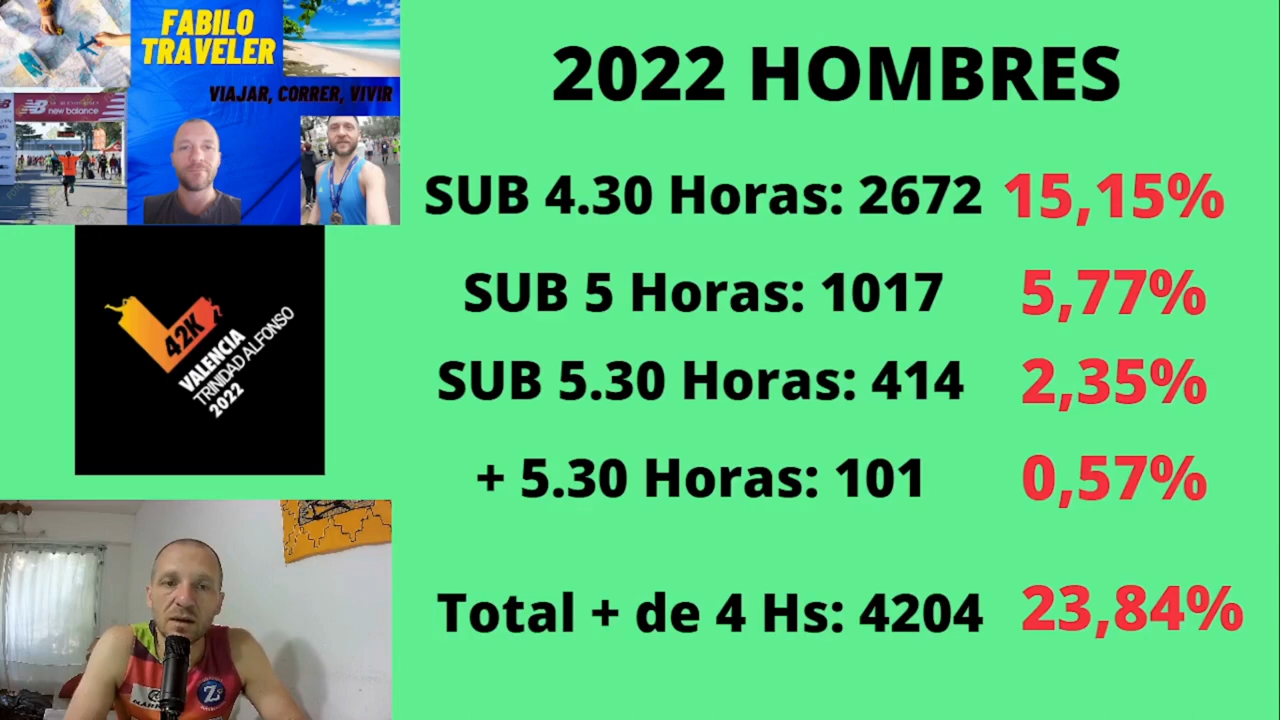 FABILO
TRAVELER
VIAJAR, CORRER, VIVIR
new balance
42K
VALENCIA
TRINIDAD ALFONSO
2022
2022 HOMBRES
SUB 4.30 Horas: 2672 15,15%
SUB 5 Horas: 1017 5,77%
SUB 5.30 Horas: 414 2,35%
+ 5.30 Horas: 101 0,57%
Total + de 4 Hs: 4204 23,84%